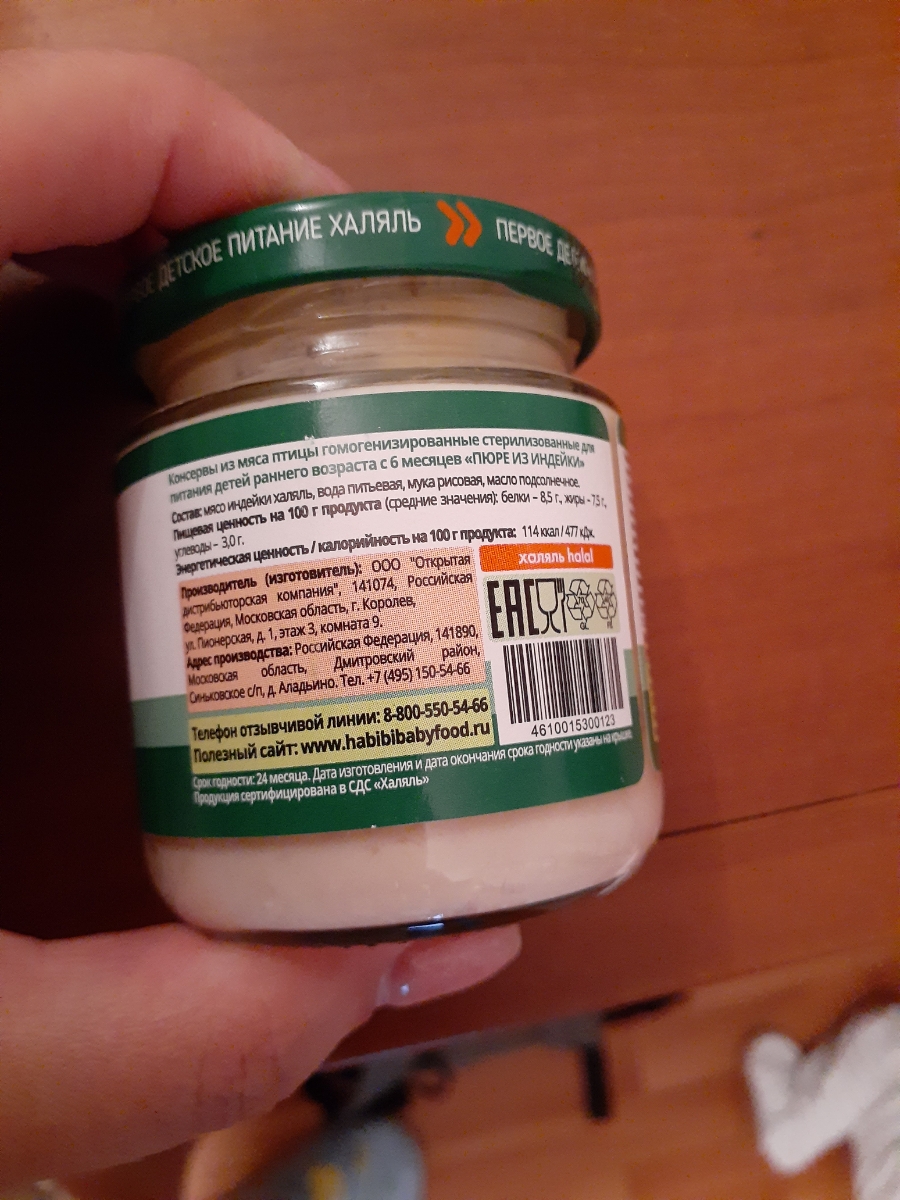 ДЕТСКОЕ ПИТАНИЕ ХАЛЯЛЬ ПЕРВОЕ
Консервы из мяса птицы гомогенизированные стерилизованные для
питания детей раннего возраста с 6 месяцев «ПЮРЕ ИЗ ИНДЕЙКИ»
Состав: мясо индейки халяль, вода питьевая, мука рисовая, масло подсолнечное.
Пищевая ценность на 100 г продукта (средние значения): белки – 8,5 г., жиры – 7,5 г.,
углеводы – 3,0 г.
Энергетическая ценность / калорийность на 100 г продукта: 114 ккал / 477 кДж.
Производитель (изготовитель): ООО "Открытая
дистрибьюторская компания", 141074, Российская
Федерация, Московская область, г. Королев,
ул. Пионерская, д. 1, этаж 3, комната 9.
Адрес производства: Российская Федерация, 141890,
Московская область, Дмитровский район,
Синьковское с/п, д. Аладьино. Тел. +7 (495) 150-54-66
халяль halal
EAC
4610015300123
Телефон отзывчивой линии: 8-800-550-54-66
Полезный сайт: www.habibibabyfood.ru
Срок годности: 24 месяца. Дата изготовления и дата окончания срока годности указаны на крышке.
Продукция сертифицирована в СДС «Халяль»